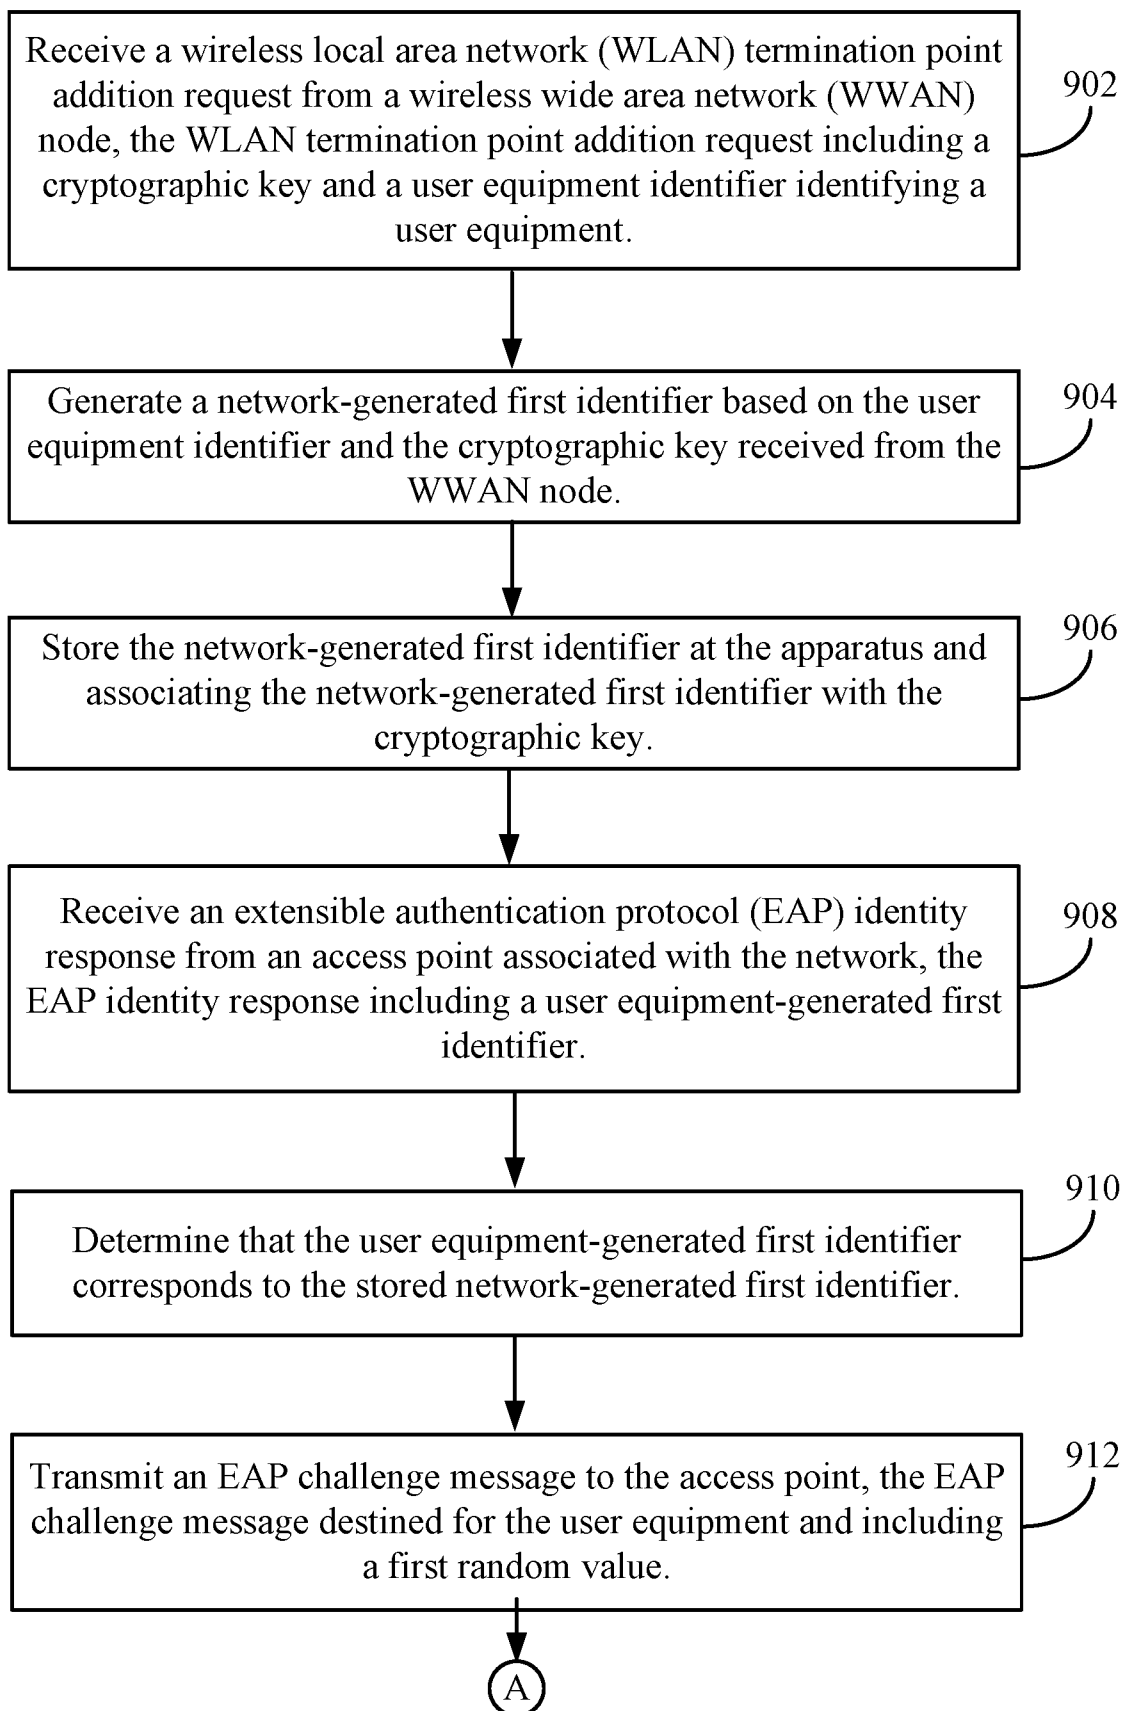 Receive a wireless local area network (WLAN) termination point
addition request from a wireless wide area network (WWAN)
node, the WLAN termination point addition request including a
cryptographic key and a user equipment identifier identifying a
user equipment.
902
Generate a network-generated first identifier based on the user
equipment identifier and the cryptographic key received from the
WWAN node.
904
Store the network-generated first identifier at the apparatus and
associating the network-generated first identifier with the
cryptographic key.
906
Receive an extensible authentication protocol (EAP) identity
response from an access point associated with the network, the
EAP identity response including a user equipment-generated first
identifier.
908
Determine that the user equipment-generated first identifier
corresponds to the stored network-generated first identifier.
910
Transmit an EAP challenge message to the access point, the EAP
challenge message destined for the user equipment and including
a first random value.
912
A